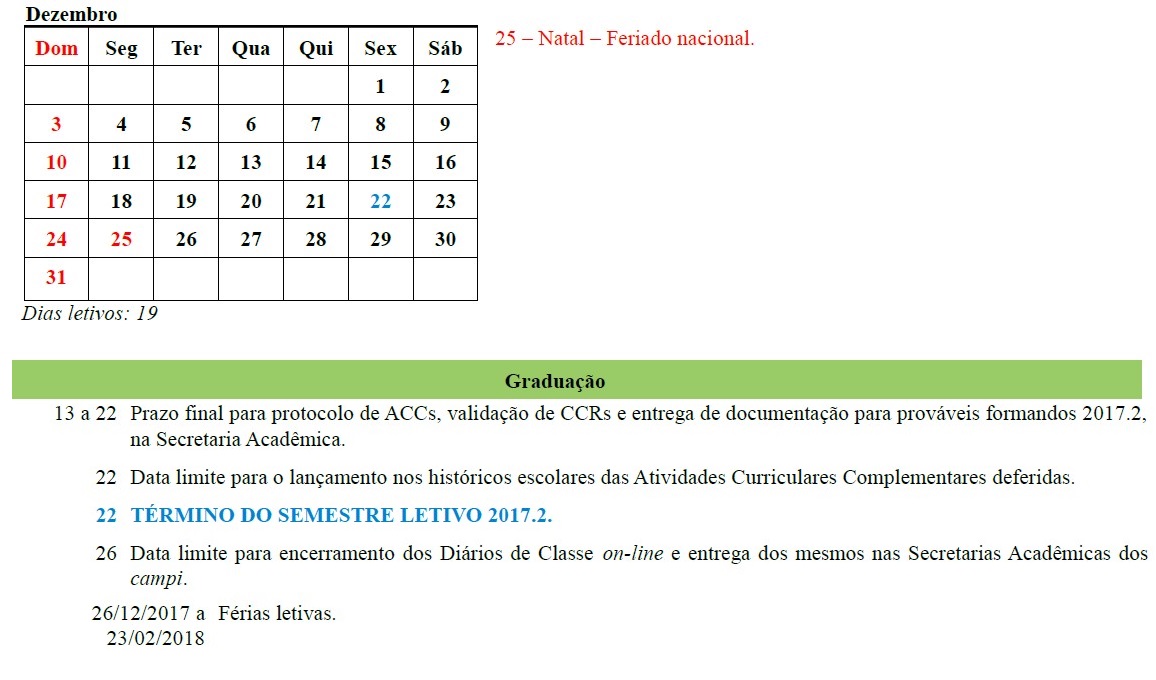 Dezembro
Dom Seg Ter Qua Qui Sex Sáb
25 – Natal – Feriado nacional.
1 2
3 4 5 6 7 8 9
10 11 12 13 14 15 16
17 18 19 20 21 22 23
24 25 26 27 28 29 30
31
Dias letivos: 19
Graduação
13 a 22 Prazo final para protocolo de ACCs, validação de CCRs e entrega de documentação para prováveis formandos 2017.2,
na Secretaria Acadêmica.
22 Data limite para o lançamento nos históricos escolares das Atividades Curriculares Complementares deferidas.
22 TÉRMINO DO SEMESTRE LETIVO 2017.2.
26 Data limite para encerramento dos Diários de Classe on-line e entrega dos mesmos nas Secretarias Acadêmicas dos
campi.
26/12/2017 a Férias letivas.
23/02/2018